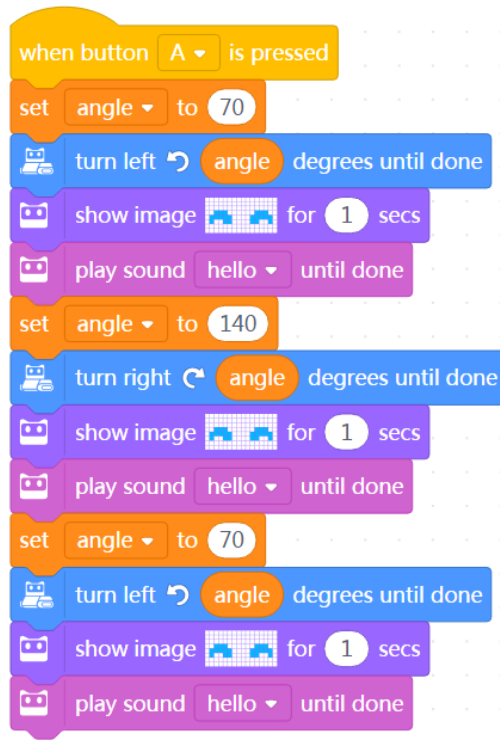 when button A is pressed
set angle to 70
turn left angle degrees until done
show image for 1 secs
play sound hello until done
set angle to 140
turn right angle degrees until done
show image for 1 secs
play sound hello until done
set angle to 70
turn left angle degrees until done
show image for 1 secs
play sound hello until done